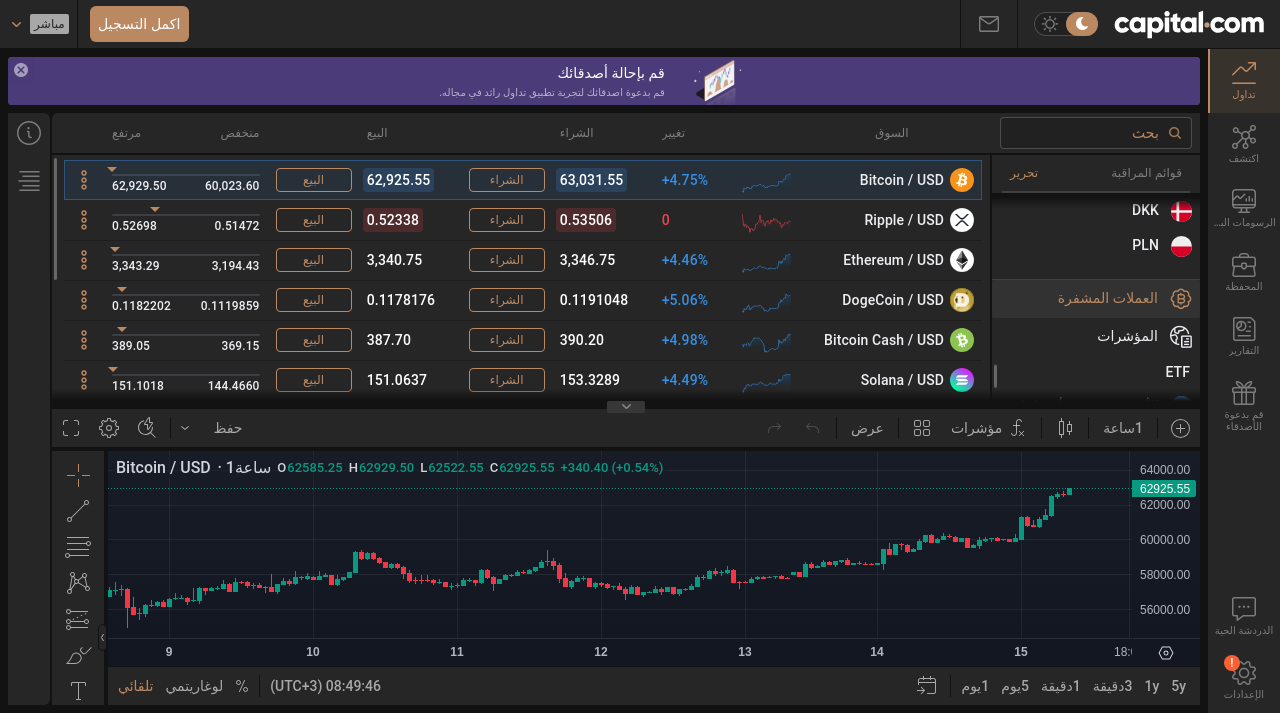 capital.com
اكمل التسجيل
مباشر
قم بإحالة أصدقائك
قم بدعوة اصدقائك لتجربة تطبيق تداول رائد في مجاله.
تداول
اكتشف
الرسومات البـ...
المحفظة
التقارير
قم بدعوة
الأصدقاء
الدردشة الحية
!
الإعدادات
بحث
قوائم المراقبة
تحرير
DKK
PLN
العملات المشفرة
المؤشرات
ETF
السوق
تغيير
الشراء
البيع
منخفض
مرتفع
Bitcoin / USD
+4.75%
63,031.55
الشراء
62,925.55
البيع
60,023.60
62,929.50
Ripple / USD
0
0.53506
الشراء
0.52338
البيع
0.51472
0.52698
Ethereum / USD
+4.46%
3,346.75
الشراء
3,340.75
البيع
3,194.43
3,343.29
DogeCoin / USD
+5.06%
0.1191048
الشراء
0.1178176
البيع
0.1119859
0.1182202
Bitcoin Cash / USD
+4.98%
390.20
الشراء
387.70
البيع
369.15
389.05
Solana / USD
+4.49%
153.3289
الشراء
151.0637
البيع
144.4660
151.1018
1ساعة
مؤشرات
عرض
حفظ
Bitcoin / USD · 1ساعة O62585.25 H62929.50 L62522.55 C62925.55 +340.40 (+0.54%)
64000.00
62925.55
62000.00
60000.00
58000.00
56000.00
9 10 11 12 13 14 15 18:
5y 1y 3دقيقة 1دقيقة 5يوم 1يوم
08:49:46 (UTC+3)
%
لوغاريتمي
تلقائي